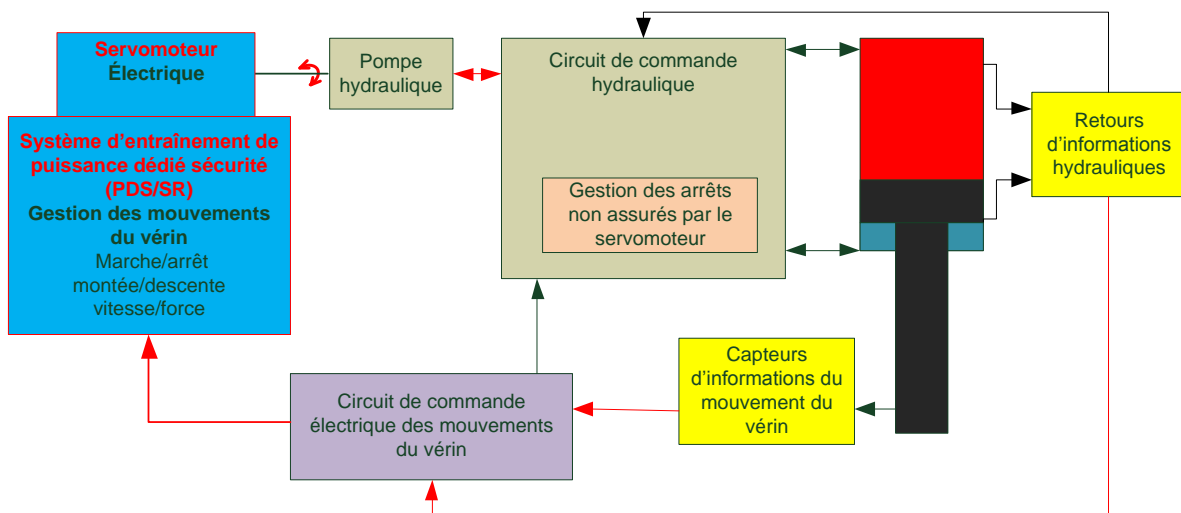 Servomoteur
Électrique
Pompe
hydraulique
Circuit de commande
hydraulique
Gestion des arrêts
non assurés par le
servomoteur
Retours
d'informations
hydrauliques
Système d'entraînement de
puissance dédié sécurité
(PDS/SR)
Gestion des mouvements
du vérin
Marche/arrêt
montée/descente
vitesse/force
Circuit de commande
électrique des mouvements
du vérin
Capteurs
d'informations du
mouvement du
vérin